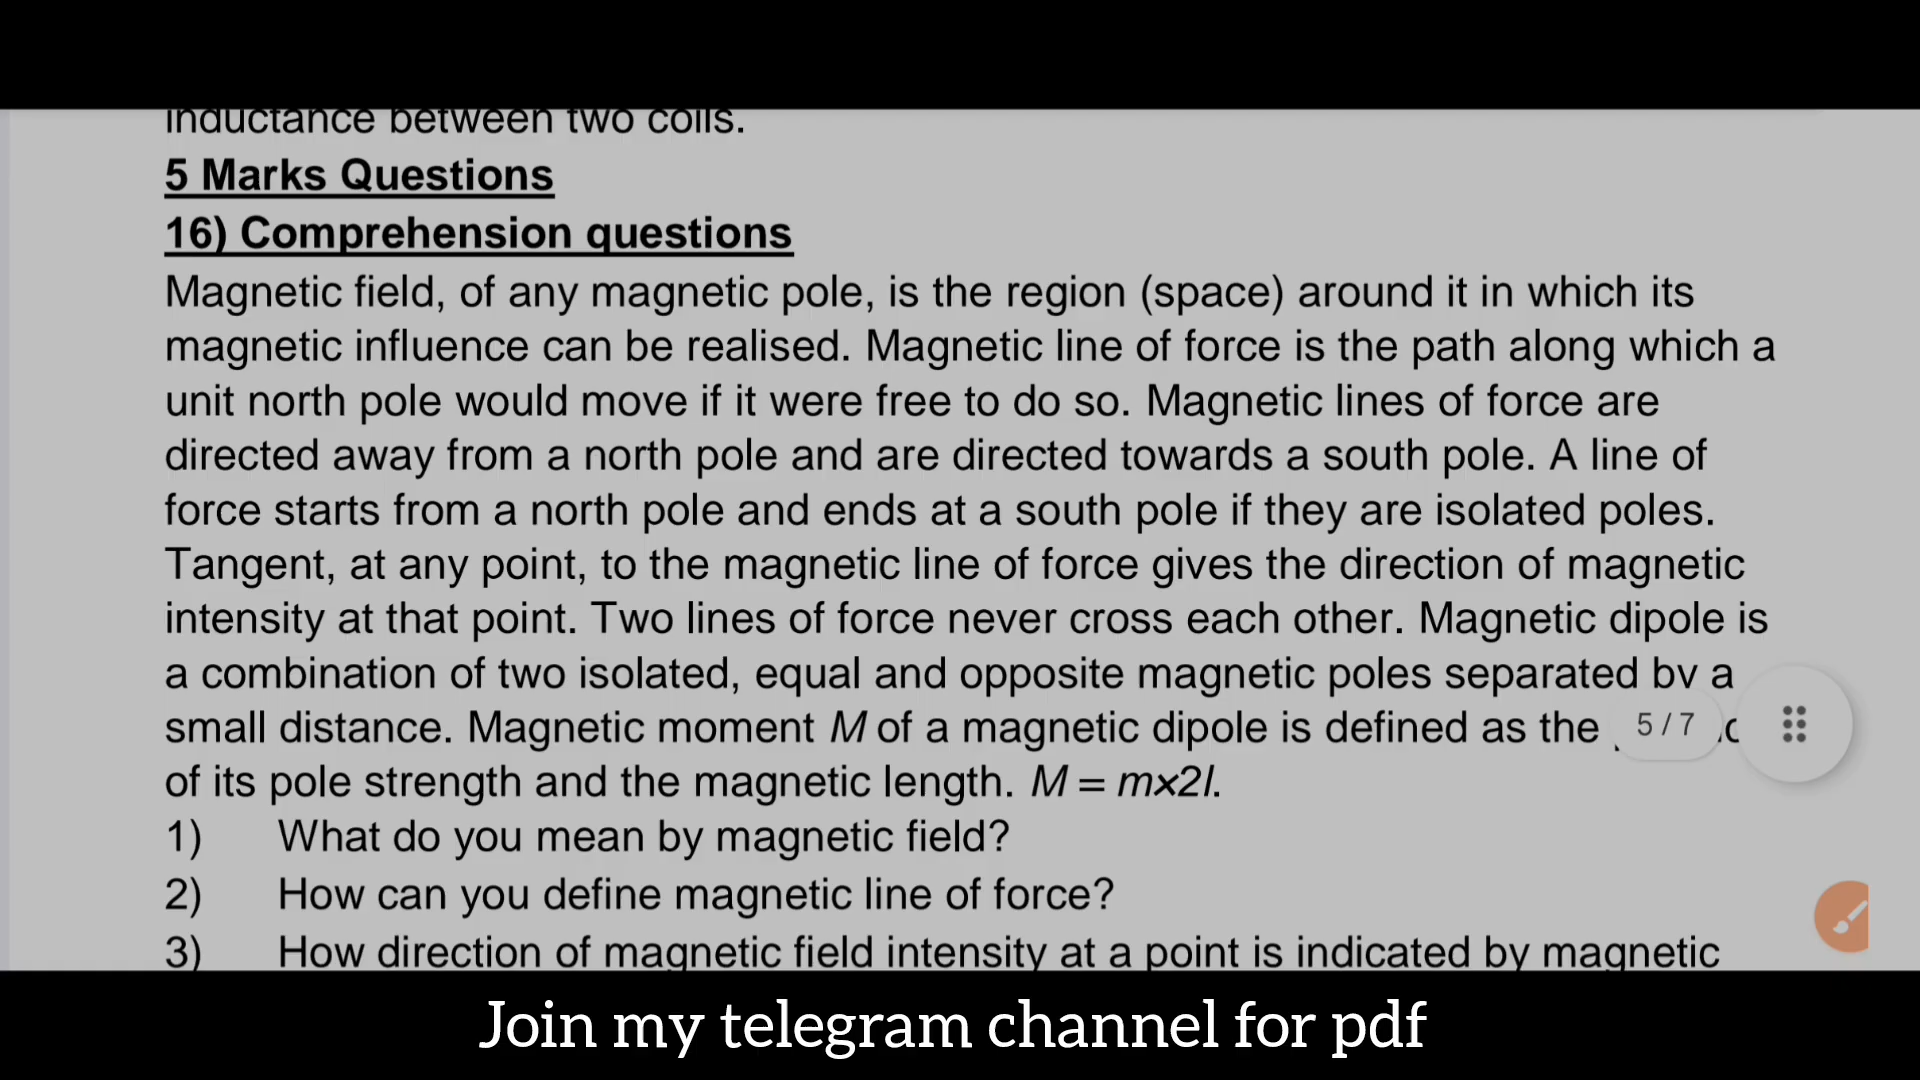 inductance between two coils.
5 Marks Questions
16) Comprehension questions
Magnetic field, of any magnetic pole, is the region (space) around it in which its
magnetic influence can be realised. Magnetic line of force is the path along which a
unit north pole would move if it were free to do so. Magnetic lines of force are
directed away from a north pole and are directed towards a south pole. A line of
force starts from a north pole and ends at a south pole if they are isolated poles.
Tangent, at any point, to the magnetic line of force gives the direction of magnetic
intensity at that point. Two lines of force never cross each other. Magnetic dipole is
a combination of two isolated, equal and opposite magnetic poles separated by a
small distance. Magnetic moment M of a magnetic dipole is defined as the
5 / 7
of its pole strength and the magnetic length. M = m×2l.
1) What do you mean by magnetic field?
2) How can you define magnetic line of force?
3) How direction of magnetic field intensity at a point is indicated by magnetic
Join my telegram channel for pdf